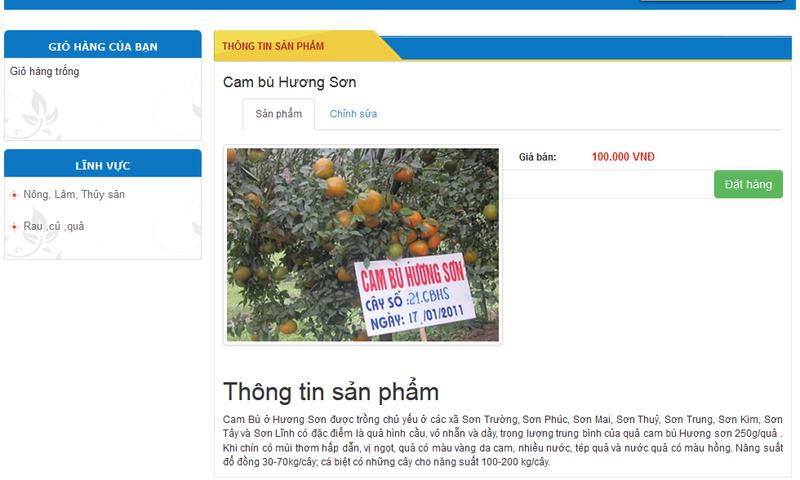 GIỎ HÀNG CỦA BẠN
Giỏ hàng trống
LĨNH VỰC
Nông, Lâm, Thủy sản
Rau ,củ ,quả
THÔNG TIN SẢN PHẨM
Cam bù Hương Sơn
Sản phẩm
Chỉnh sửa
Giá bán: 100.000 VNĐ
Đặt hàng
CAM BÙ HƯƠNG SƠN
CÂY SỐ :21.CBHS
NGÀY: 17 /01/2011
Thông tin sản phẩm
Cam Bù ở Hương Sơn được trồng chủ yếu ở các xã Sơn Trường, Sơn Phúc, Sơn Mai, Sơn Thuỷ, Sơn Trung, Sơn Kim, Sơn
Tây và Sơn Lĩnh có đặc điểm là quả hình cầu, vỏ nhẵn và dầy, trọng lượng trung bình của quả cam bù Hương sơn 250g/quả .
Khi chín có mùi thơm hấp dẫn, vị ngọt, quả có màu vàng da cam, nhiều nước, tép quả và nước quả có màu hồng. Năng suất
đổ đồng 30-70kg/cây; cá biệt có những cây cho năng suất 100-200 kg/cây.